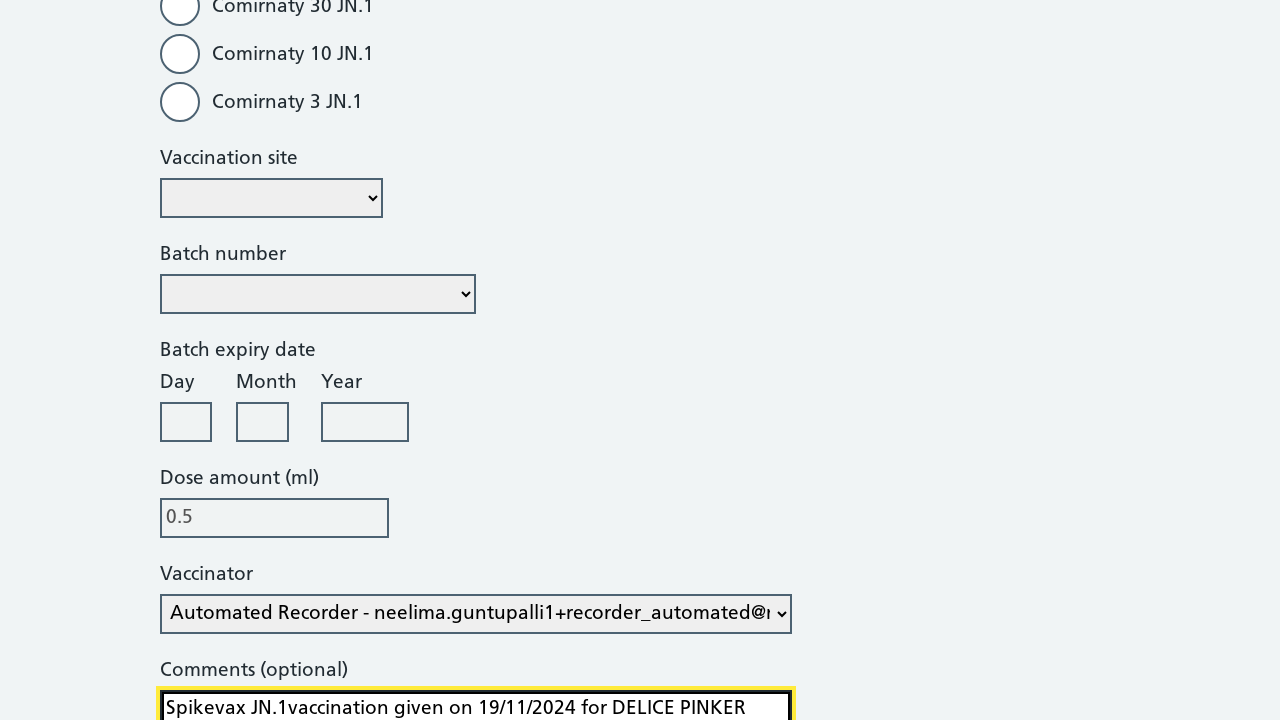 Comirnaty 30 JN.1
Comirnaty 10 JN.1
Comirnaty 3 JN.1
Vaccination site
Batch number
Batch expiry date
Day Month Year
Dose amount (ml)
0.5
Vaccinator
Automated Recorder - neelima.guntupalli1+recorder_automated@
Comments (optional)
Spikevax JN.1vaccination given on 19/11/2024 for DELICE PINKER